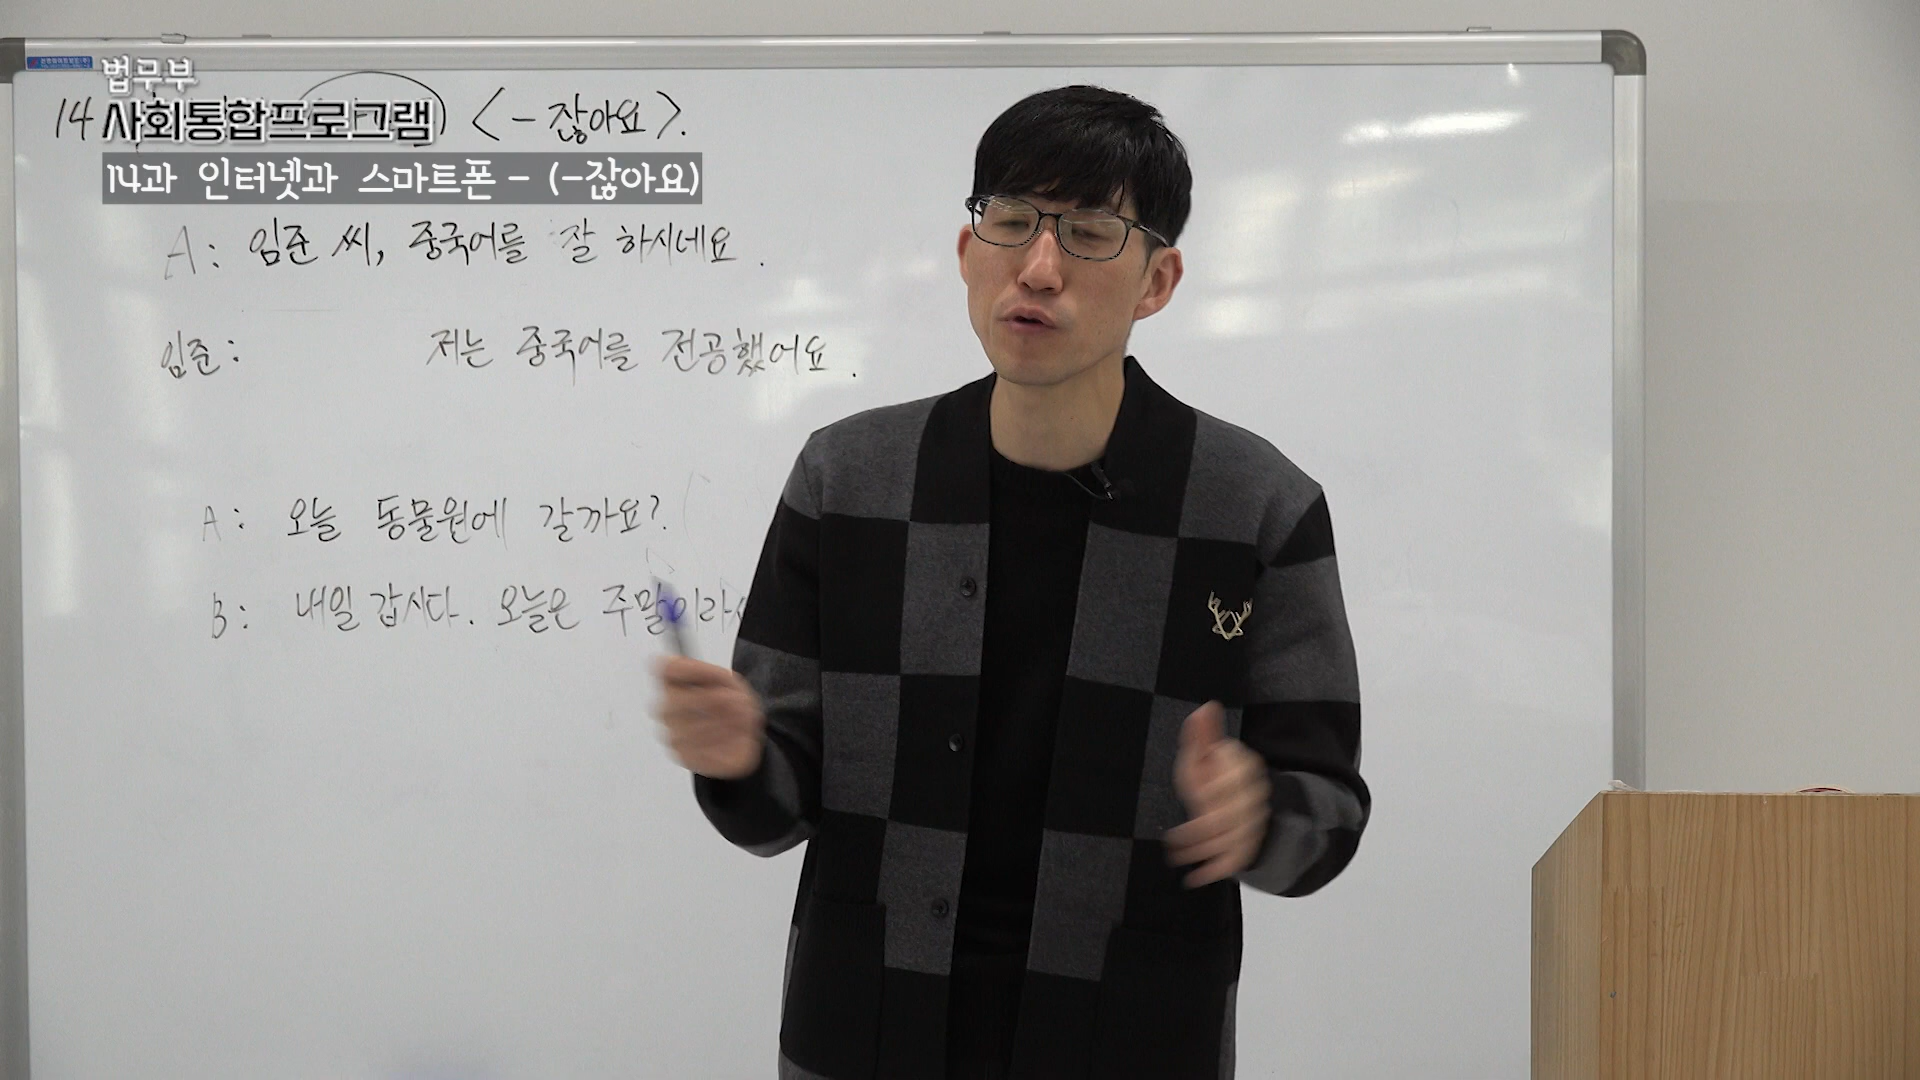 법무부
14 사회통합프로그램 <-잖아요>.
14과 인터넷과 스마트폰 - (-잖아요)
A: 임준 씨, 중국어를 잘 하시네요.
임준: 저는 중국어를 전공했어요.
A: 오늘 동물원에 갈까요?
B: 내일 갑시다. 오늘은 주말이라서